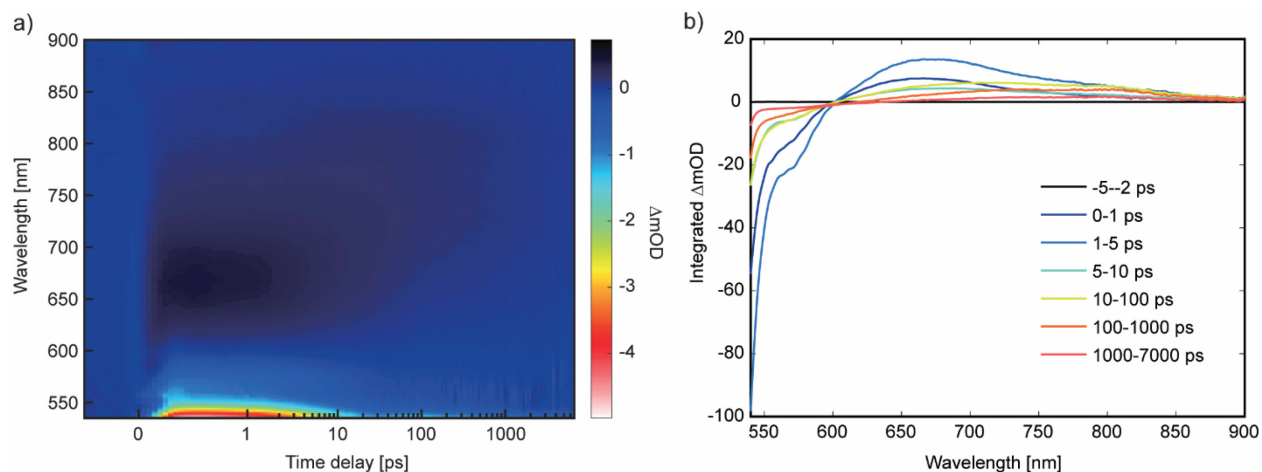 a)
900
850
800
750
700
650
600
550
Wavelength [nm]
0
1
10
100
1000
Time delay [ps]
0
-1
-2
-3
-4
ΔmOD
b)
20
0
-20
-40
-60
-80
-100
Integrated ΔmOD
-5--2 ps
0-1 ps
1-5 ps
5-10 ps
10-100 ps
100-1000 ps
1000-7000 ps
550
600
650
700
750
800
850
900
Wavelength [nm]